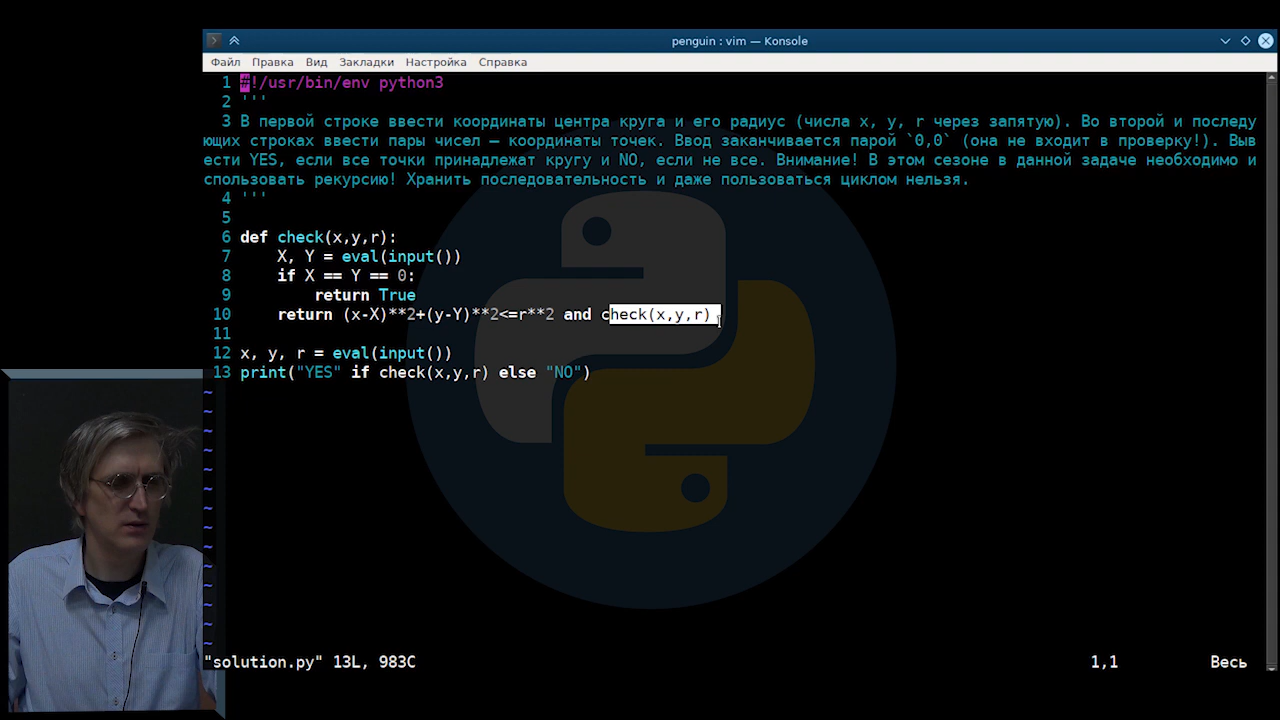 penguin : vim — Konsole
Файл Правка Вид Закладки Настройка Справка
1 #!/usr/bin/env python3
2 '''
3 В первой строке ввести координаты центра круга и его радиус (числа x, y, r через запятую). Во второй и последу
ющих строках ввести пары чисел — координаты точек. Ввод заканчивается парой `0,0` (она не входит в проверку!). Выв
ести YES, если все точки принадлежат кругу и NO, если не все. Внимание! В этом сезоне в данной задаче необходимо и
спользовать рекурсию! Хранить последовательность и даже пользоваться циклом нельзя.
4 '''
5
6 def check(x,y,r):
7     X, Y = eval(input())
8     if X == Y == 0:
9         return True
10     return (x-X)**2+(y-Y)**2<=r**2 and check(x,y,r)
11
12 x, y, r = eval(input())
13 print("YES" if check(x,y,r) else "NO")
~
~
~
~
~
~
~
~
~
~
~
~
~
~
"solution.py" 13L, 983C 1,1 Весь